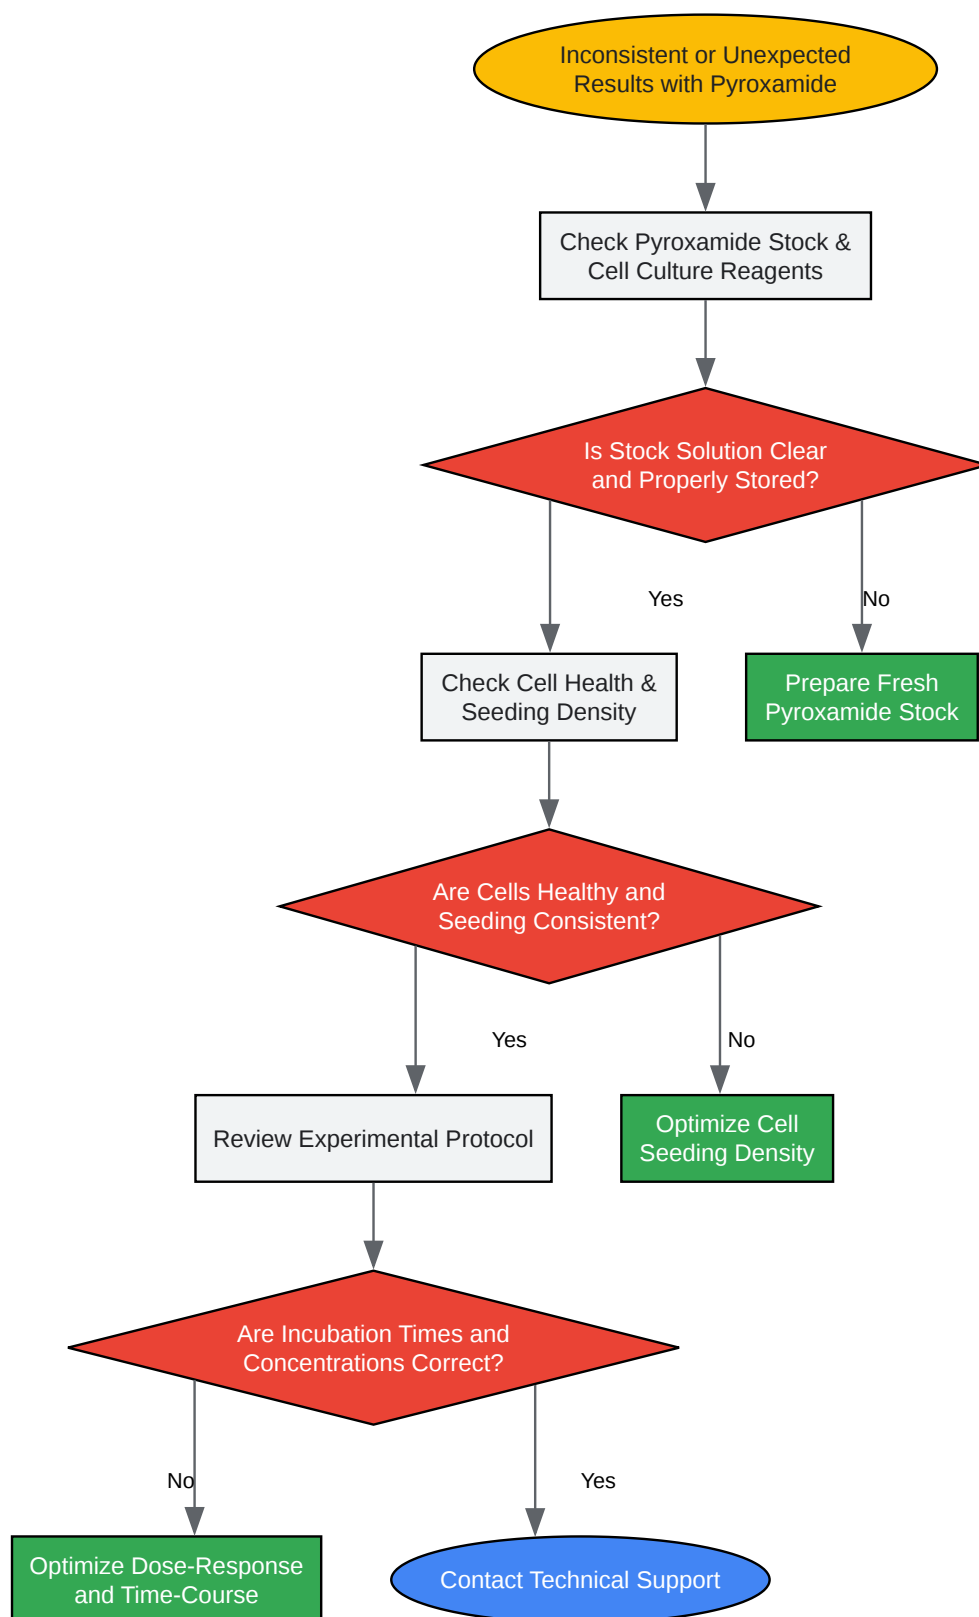 Inconsistent or Unexpected
Results with Pyroxamide
Check Pyroxamide Stock &
Cell Culture Reagents
Is Stock Solution Clear
and Properly Stored?
Yes
No
Check Cell Health &
Seeding Density
Prepare Fresh
Pyroxamide Stock
Are Cells Healthy and
Seeding Consistent?
Yes
No
Review Experimental Protocol
Optimize Cell
Seeding Density
Are Incubation Times and
Concentrations Correct?
No
Yes
Optimize Dose-Response
and Time-Course
Contact Technical Support